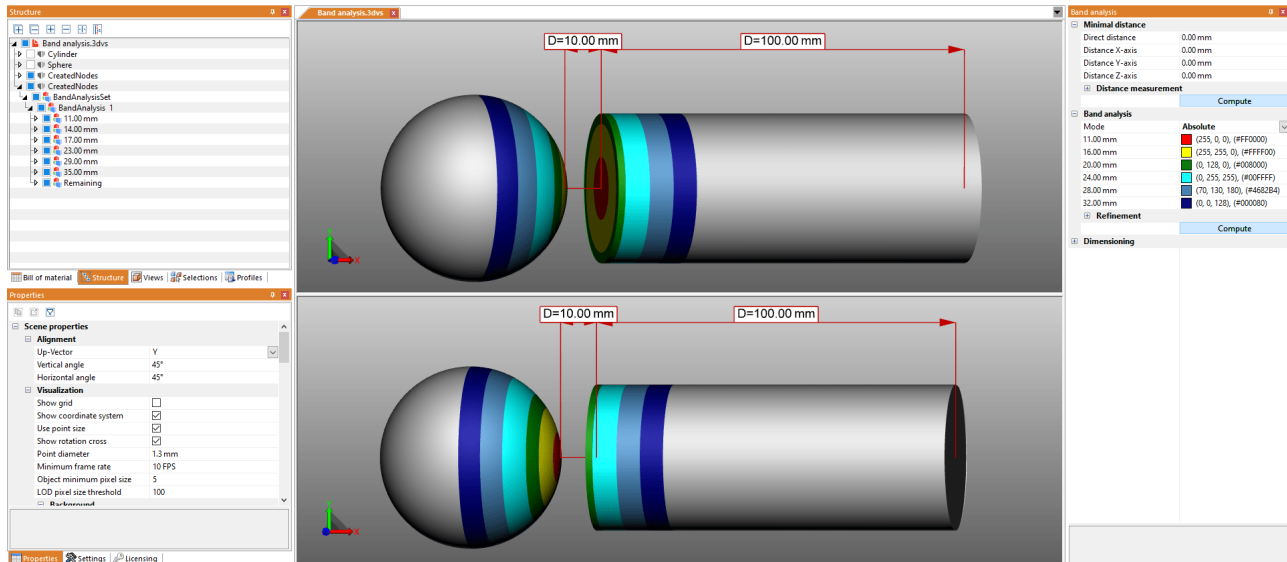 Structure
Band analysis.3dvs
Cylinder
Sphere
CreatedNodes
CreatedNodes
BandAnalysisSet
BandAnalysis 1
11.00 mm
14.00 mm
17.00 mm
23.00 mm
29.00 mm
35.00 mm
Remaining
Bill of material
Structure
Views
Selections
Profiles
Properties
Scene properties
Alignment
Up-Vector Y
Vertical angle 45°
Horizontal angle 45°
Visualization
Show grid
Show coordinate system
Use point size
Show rotation cross
Point diameter 1.3 mm
Minimum frame rate 10 FPS
Object minimum pixel size 5
LOD pixel size threshold 100
Background
Properties
Settings
Licensing
Band analysis.3dvs
D=10.00 mm
D=100.00 mm
X
D=10.00 mm
D=100.00 mm
X
Band analysis
Minimal distance
Direct distance 0.00 mm
Distance X-axis 0.00 mm
Distance Y-axis 0.00 mm
Distance Z-axis 0.00 mm
Distance measurement
Compute
Band analysis
Mode Absolute
11.00 mm (255, 0, 0), (#FF0000)
16.00 mm (255, 255, 0), (#FFFF00)
20.00 mm (0, 128, 0), (#008000)
24.00 mm (0, 255, 255), (#00FFFF)
28.00 mm (70, 130, 180), (#4682B4)
32.00 mm (0, 0, 128), (#000080)
Refinement
Compute
Dimensioning